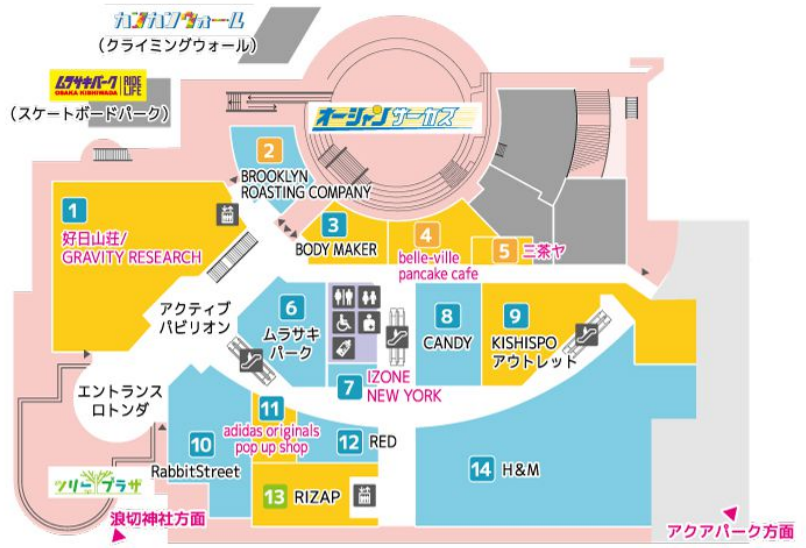 カンカンウォール
(クライミングウォール)
ムラサキパーク
OSAKA KISHIWADA
RIDE
LIFE
(スケートボードパーク)
オーシャンサーカス
2
BROOKLYN
ROASTING COMPANY
1
好日山荘/
GRAVITY RESEARCH
3
BODY MAKER
4
belle-ville
pancake cafe
5
三茶ヤ
アクティブ
パビリオン
6
ムラサキ
パーク
8
CANDY
9
KISHISPO
アウトレット
7
IZONE
NEW YORK
エントランス
ロトンダ
11
adidas originals
pop up shop
10
RabbitStreet
12
RED
14
H&M
13
RIZAP
ツリープラザ
浪切神社方面
アクアパーク方面